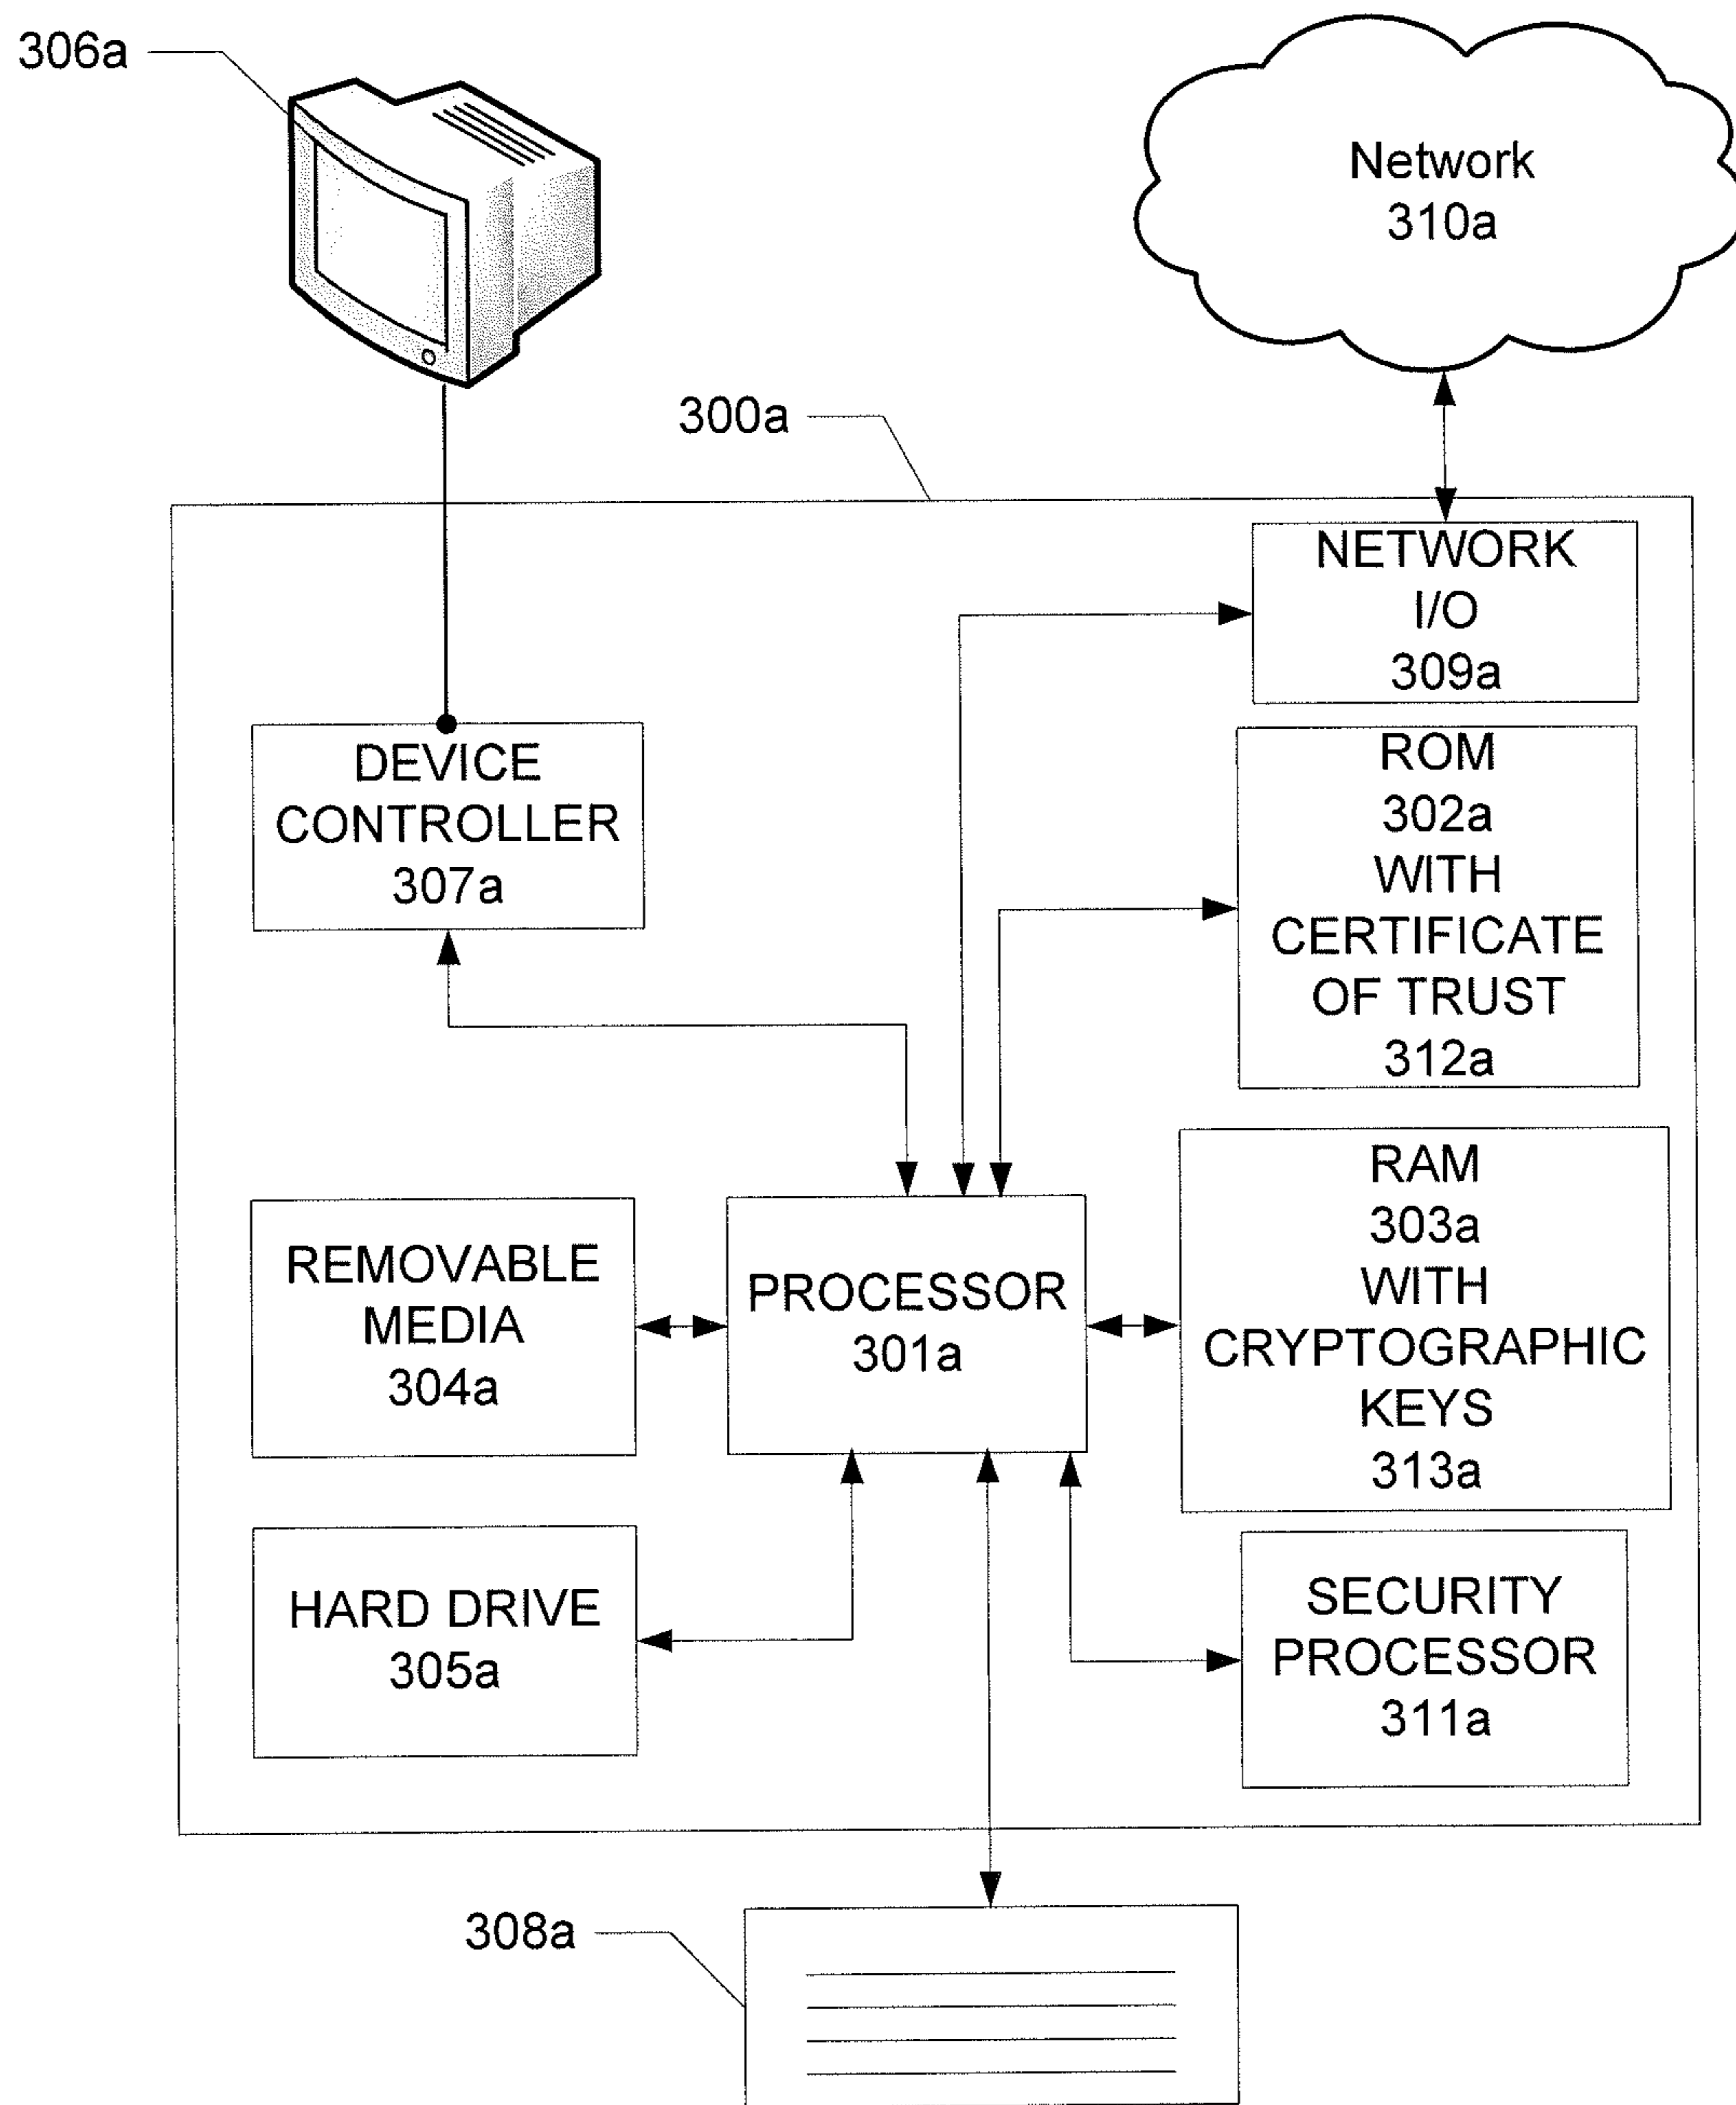 306a
Network
310a
300a
NETWORK
I/O
309a
DEVICE
CONTROLLER
307a
ROM
302a
WITH
CERTIFICATE
OF TRUST
312a
REMOVABLE
MEDIA
304a
PROCESSOR
301a
RAM
303a
WITH
CRYPTOGRAPHIC
KEYS
313a
HARD DRIVE
305a
SECURITY
PROCESSOR
311a
308a